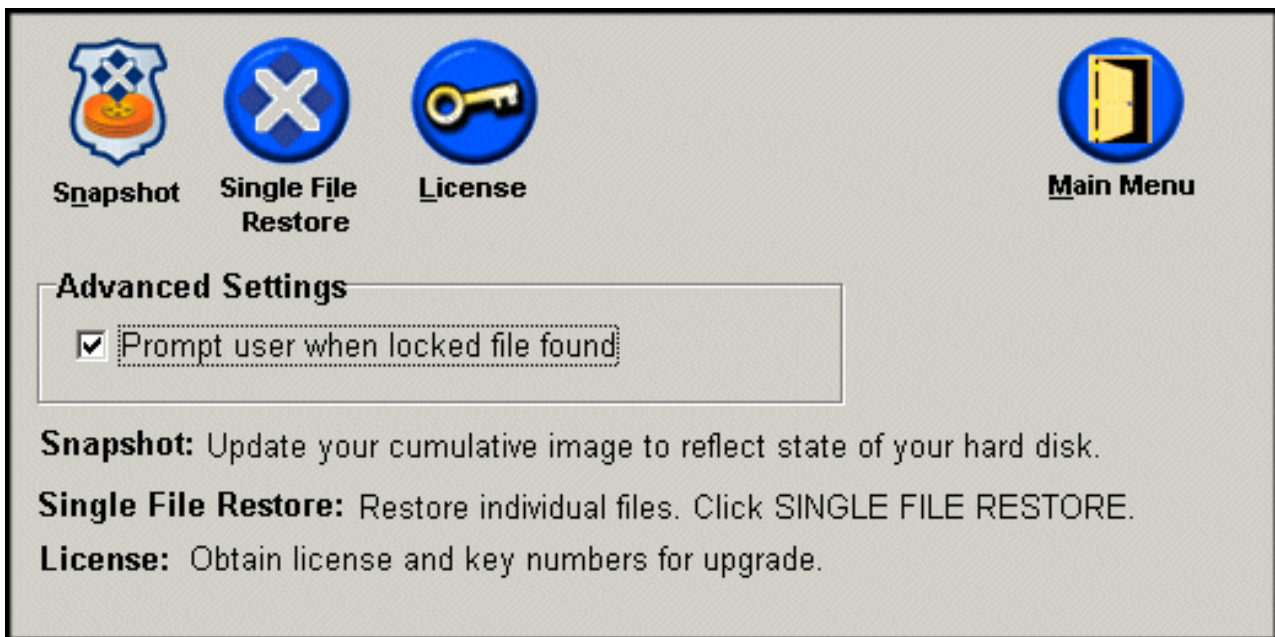 Snapshot
Single File
Restore
License
Main Menu
Advanced Settings
Prompt user when locked file found
Snapshot: Update your cumulative image to reflect state of your hard disk.
Single File Restore: Restore individual files. Click SINGLE FILE RESTORE.
License: Obtain license and key numbers for upgrade.